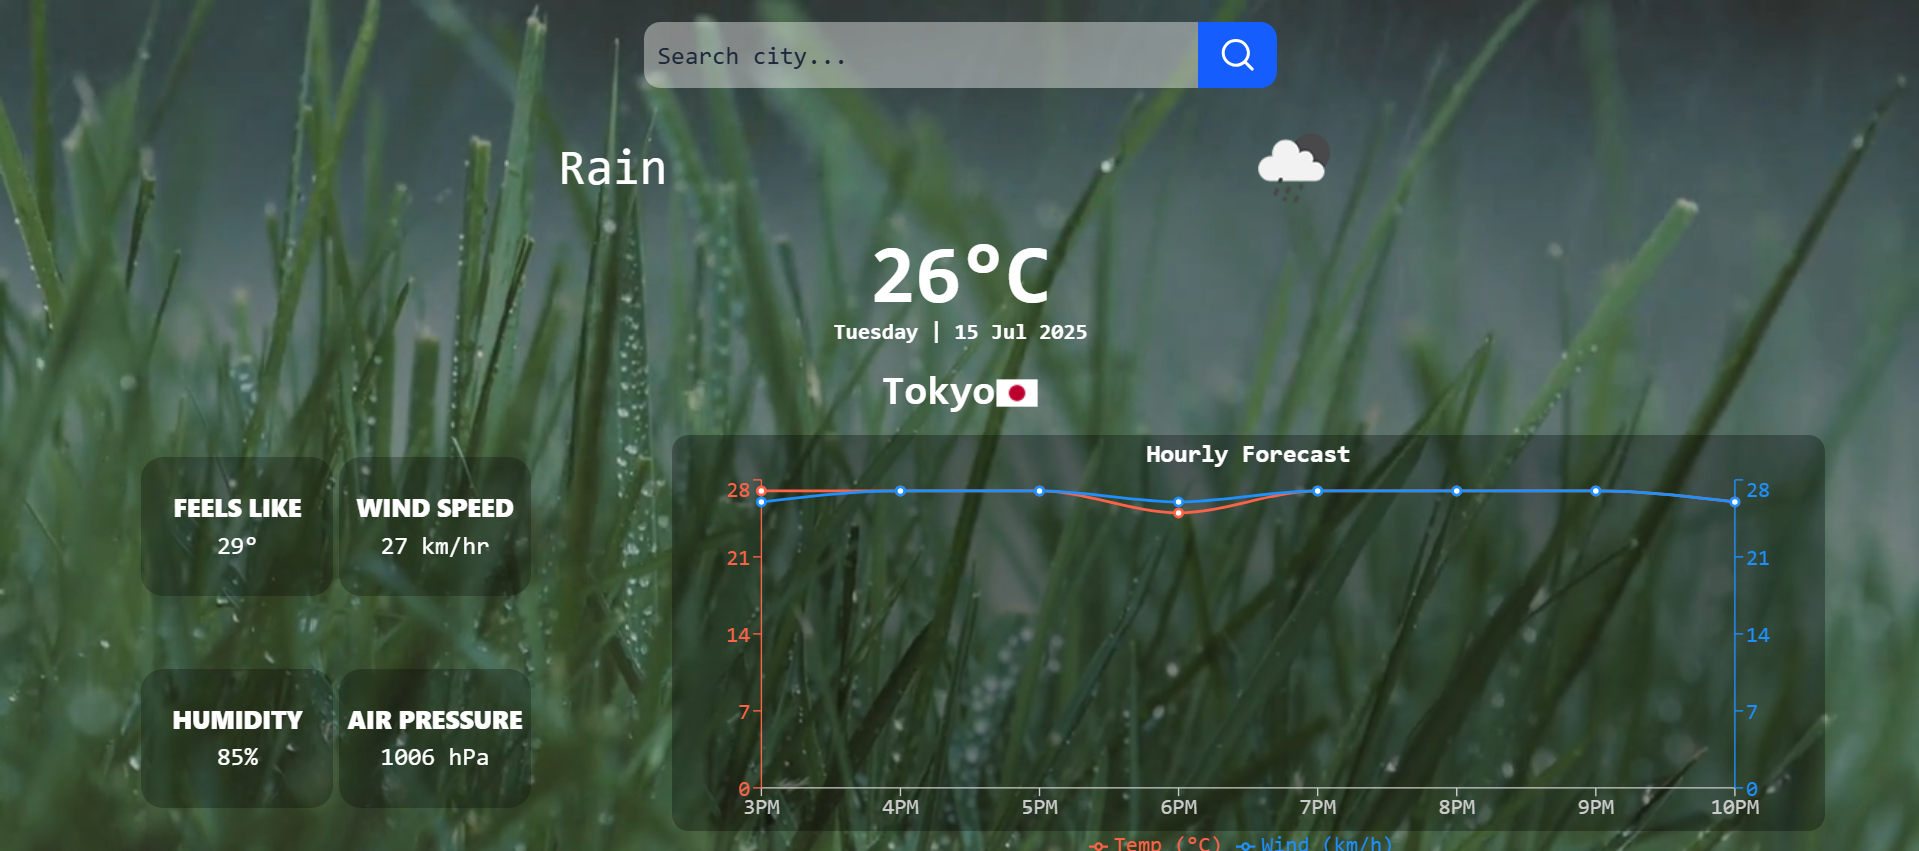 Search city...
Rain
26°C
Tuesday | 15 Jul 2025
Tokyo
FEELS LIKE
29°
WIND SPEED
27 km/hr
HUMIDITY
85%
AIR PRESSURE
1006 hPa
Hourly Forecast
28
21
14
7
0
28
21
14
7
0
3PM 4PM 5PM 6PM 7PM 8PM 9PM 10PM
Temp (°C) Wind (km/h)